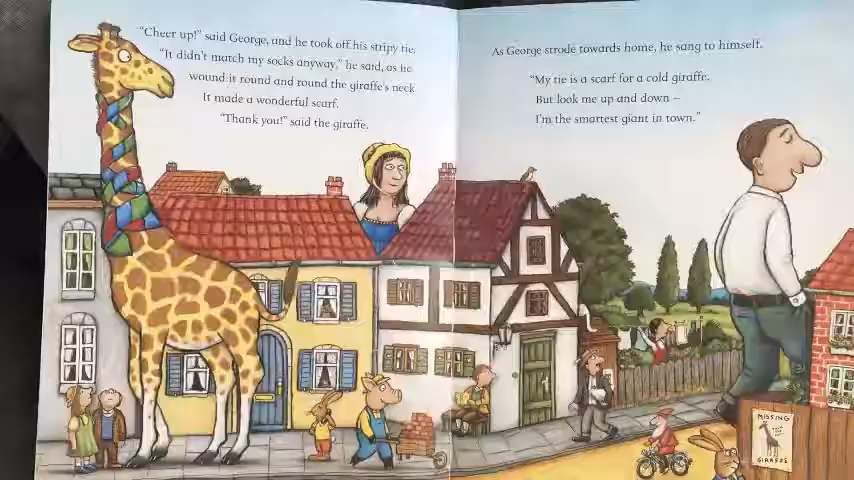 "Cheer up!" said George, and he took off his stripy tie.
"It didn't match my socks anyway," he said, as he
wound it round and round the giraffe's neck
It made a wonderful scarf.
"Thank you!" said the giraffe.
As George strode towards home, he sang to himself.
"My tie is a scarf for a cold giraffe.
But look me up and down –
I'm the smartest giant in town."
MISSING
GIRAFFE